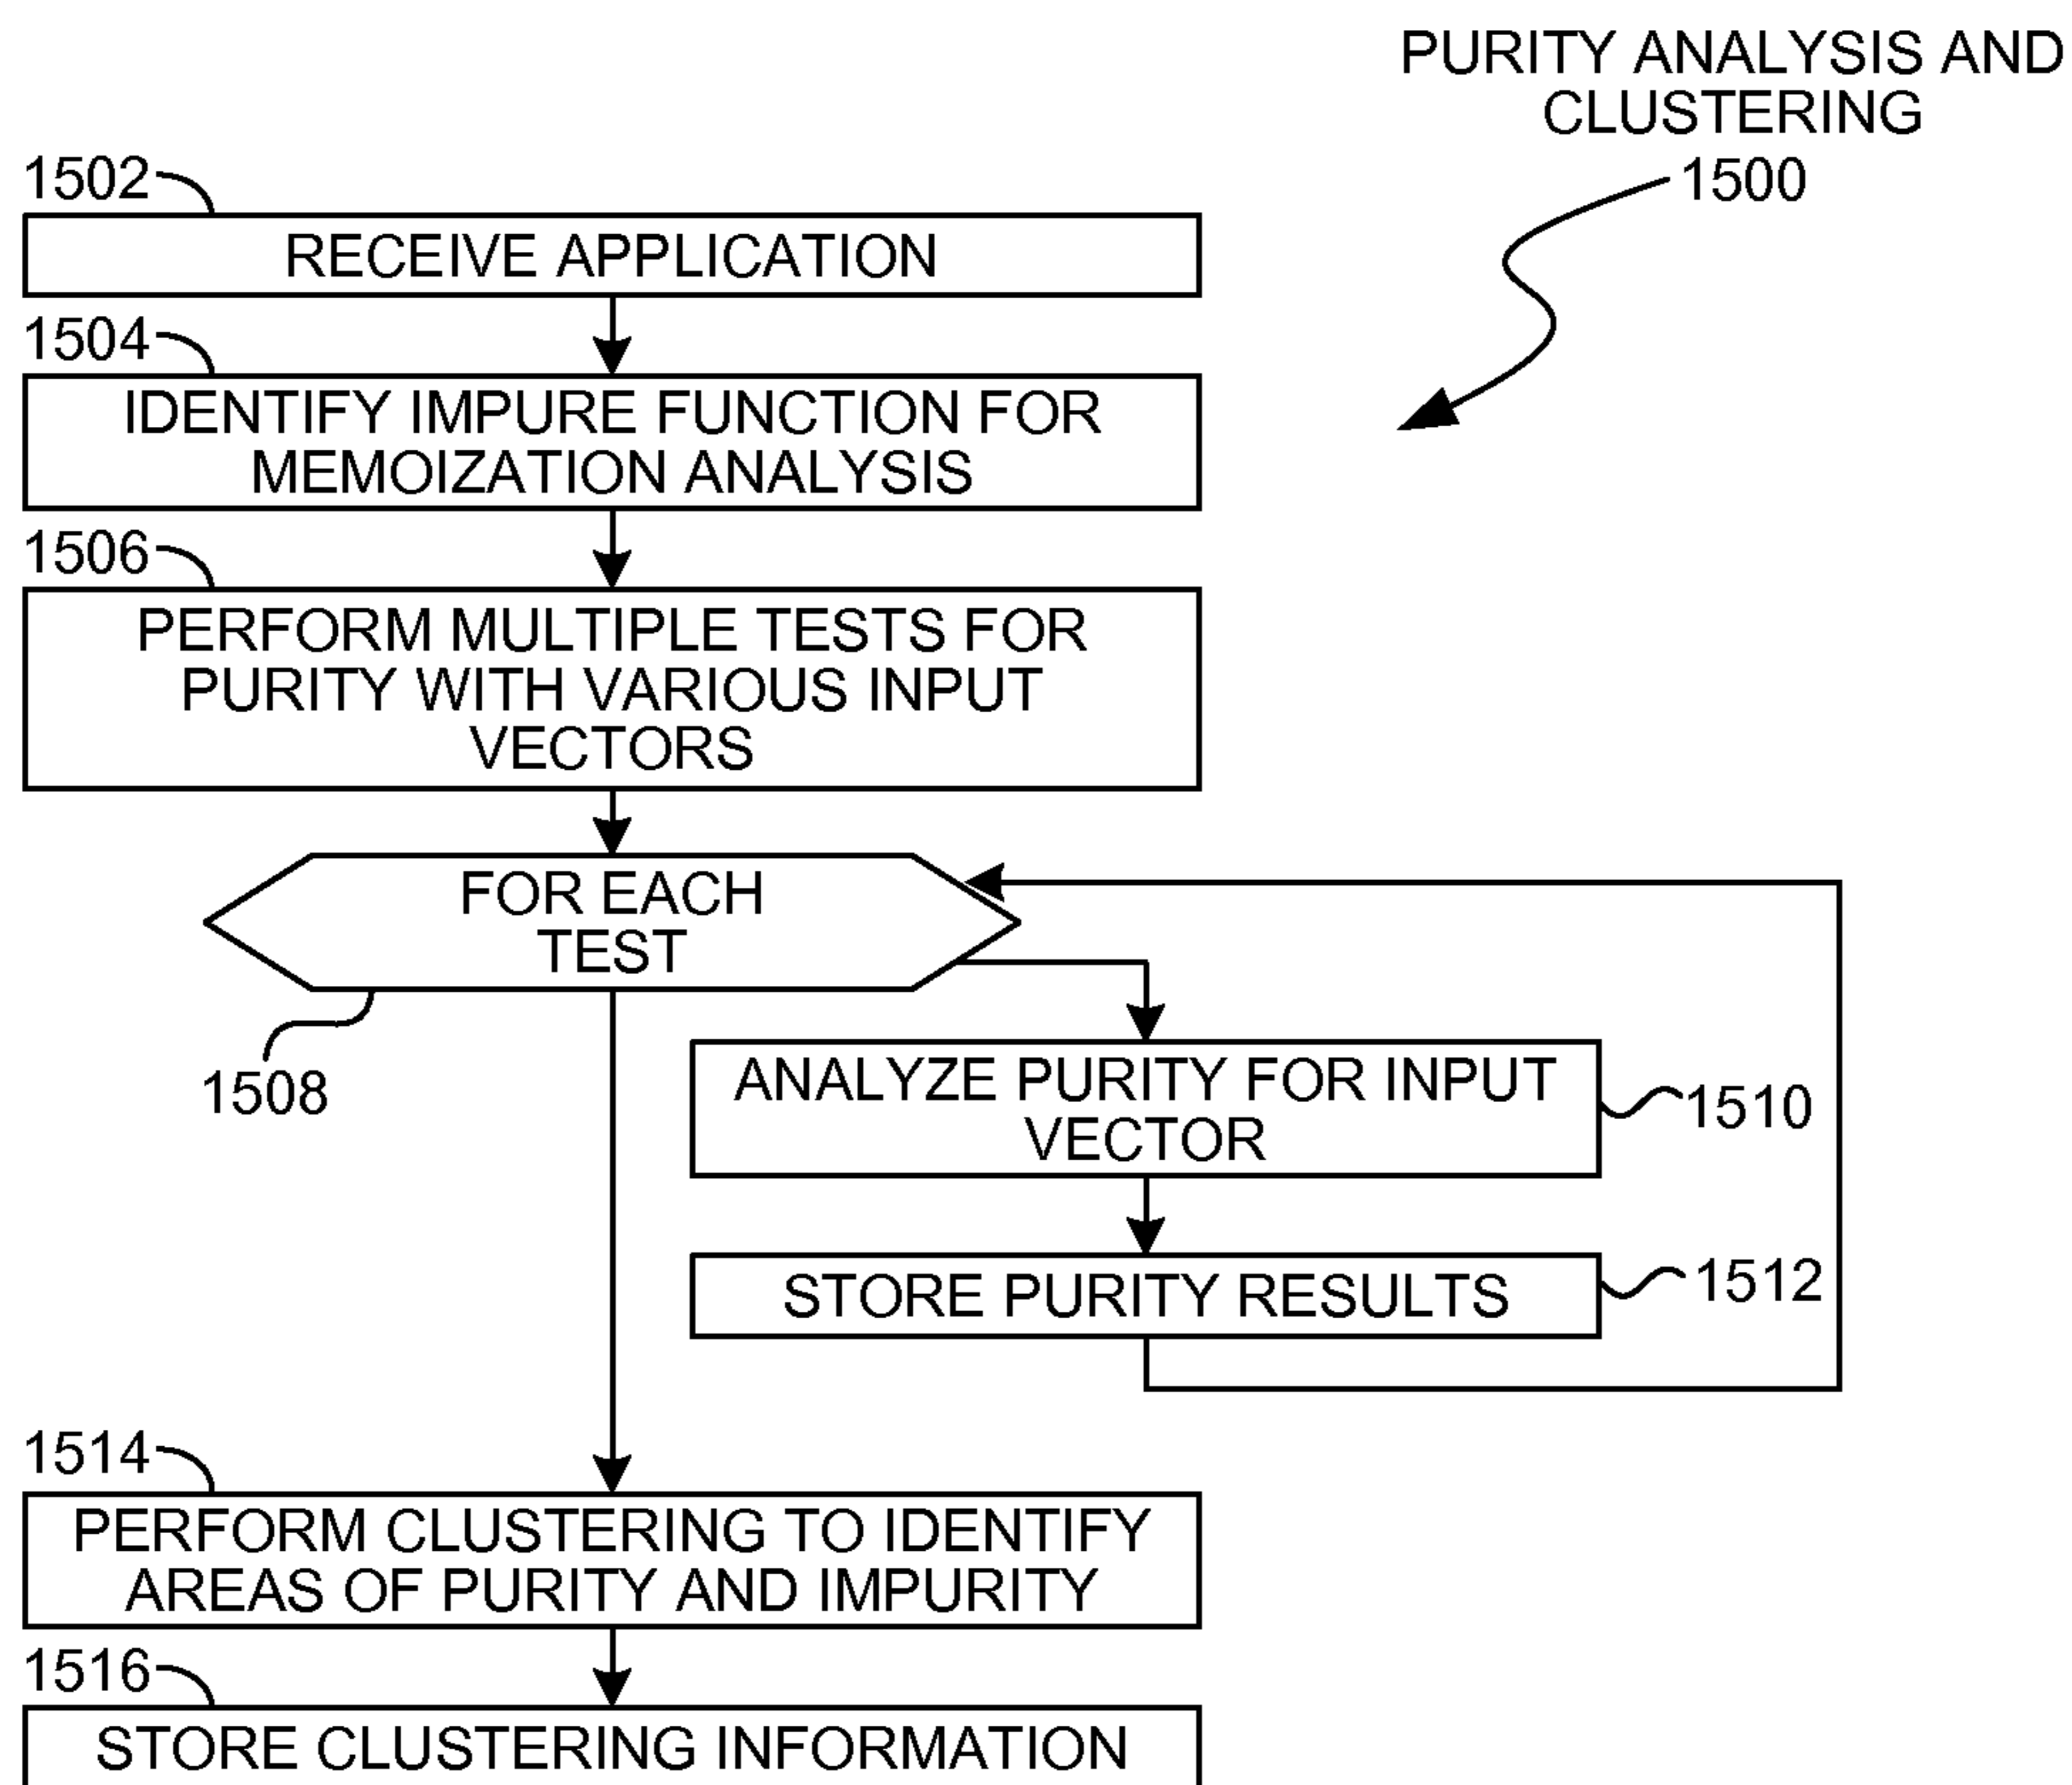 PURITY ANALYSIS AND
CLUSTERING
1500
1502
RECEIVE APPLICATION
1504
IDENTIFY IMPURE FUNCTION FOR
MEMOIZATION ANALYSIS
1506
PERFORM MULTIPLE TESTS FOR
PURITY WITH VARIOUS INPUT
VECTORS
FOR EACH
TEST
1508
ANALYZE PURITY FOR INPUT
VECTOR
1510
STORE PURITY RESULTS
1512
1514
PERFORM CLUSTERING TO IDENTIFY
AREAS OF PURITY AND IMPURITY
1516
STORE CLUSTERING INFORMATION